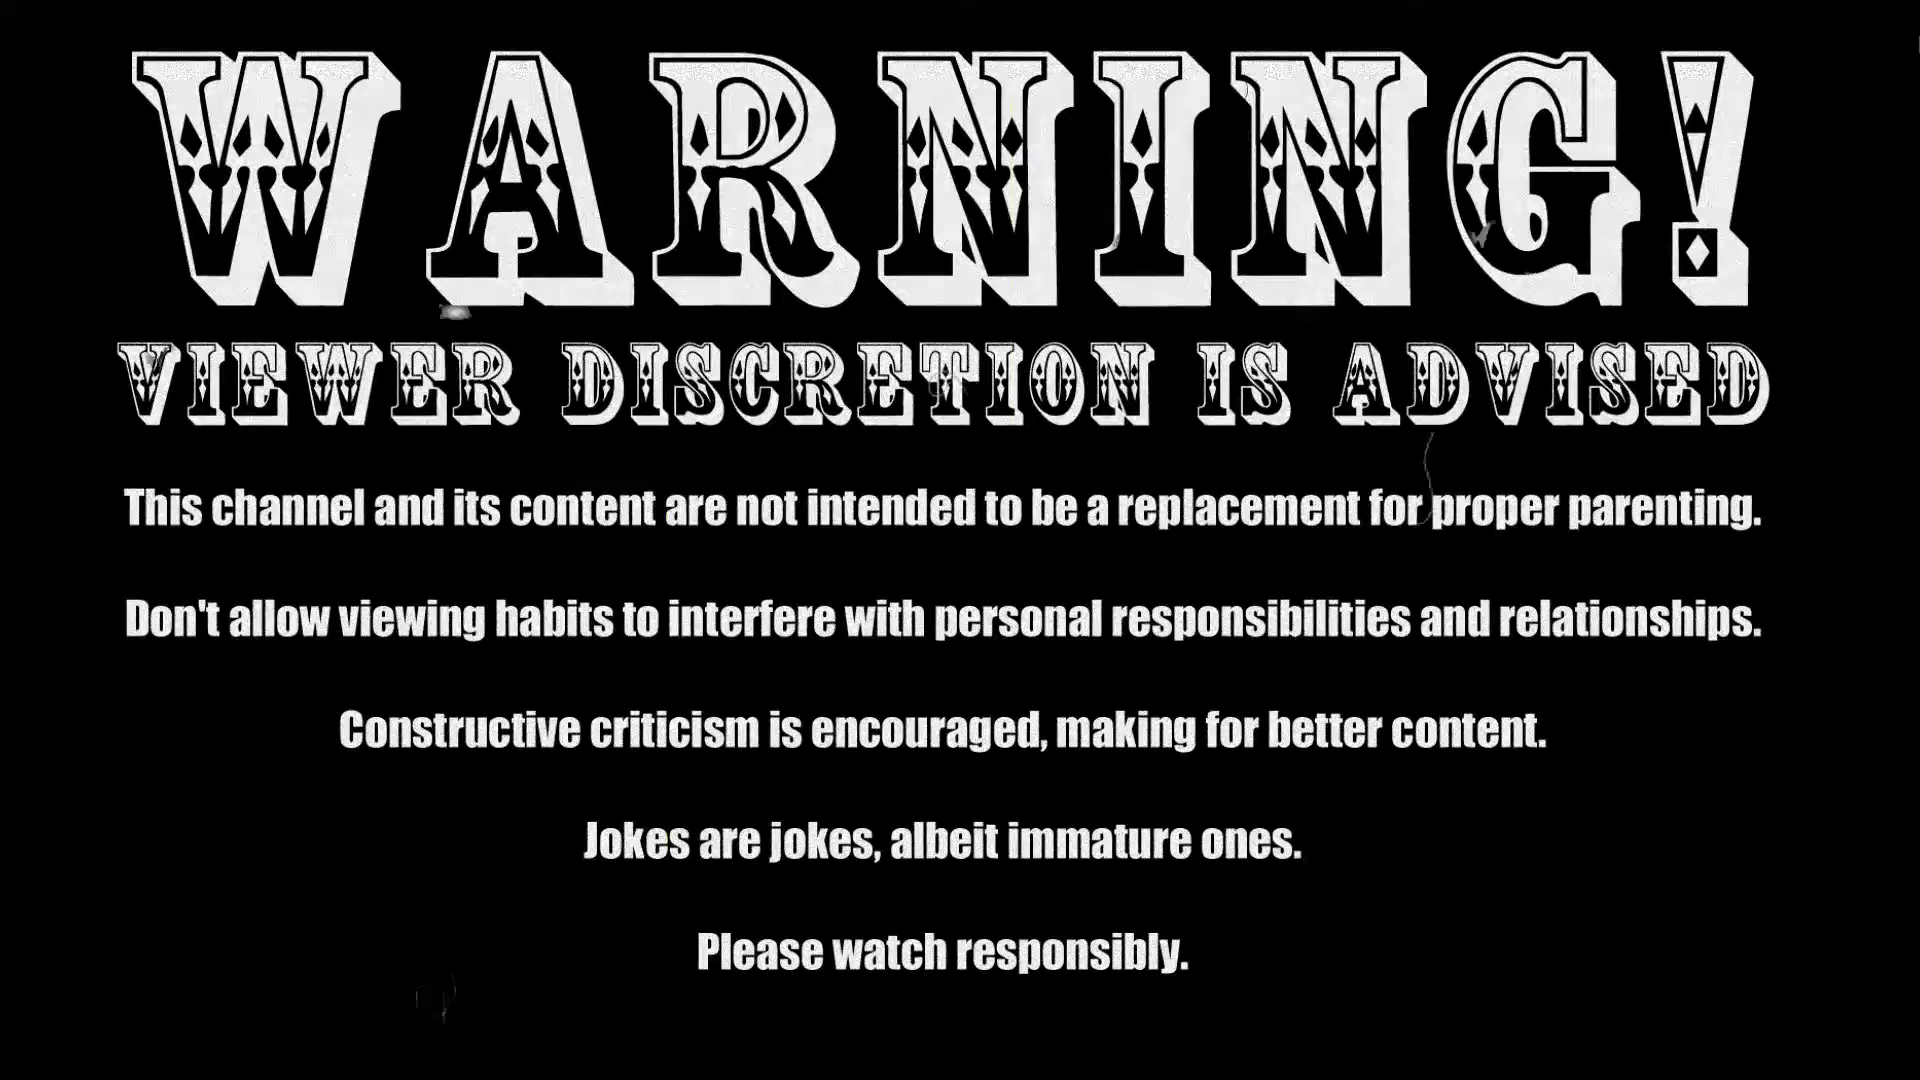 WARNING!
VIEWER DISCRETION IS ADVISED
This channel and its content are not intended to be a replacement for proper parenting.
Don't allow viewing habits to interfere with personal responsibilities and relationships.
Constructive criticism is encouraged, making for better content.
Jokes are jokes, albeit immature ones.
Please watch responsibly.